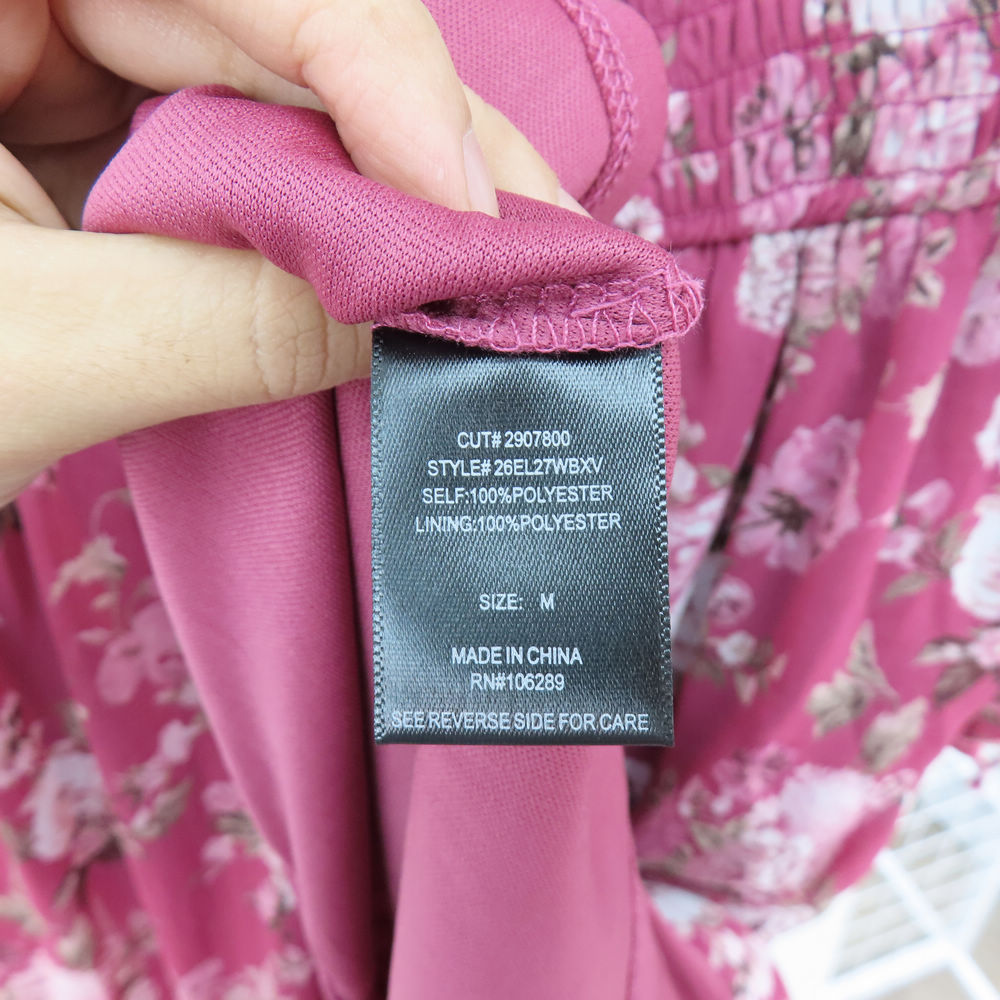 CUT# 2907800
STYLE# 26EL27WBXV
SELF:100%POLYESTER
LINING:100%POLYESTER
SIZE: M
MADE IN CHINA
RN#106289
SEE REVERSE SIDE FOR CARE